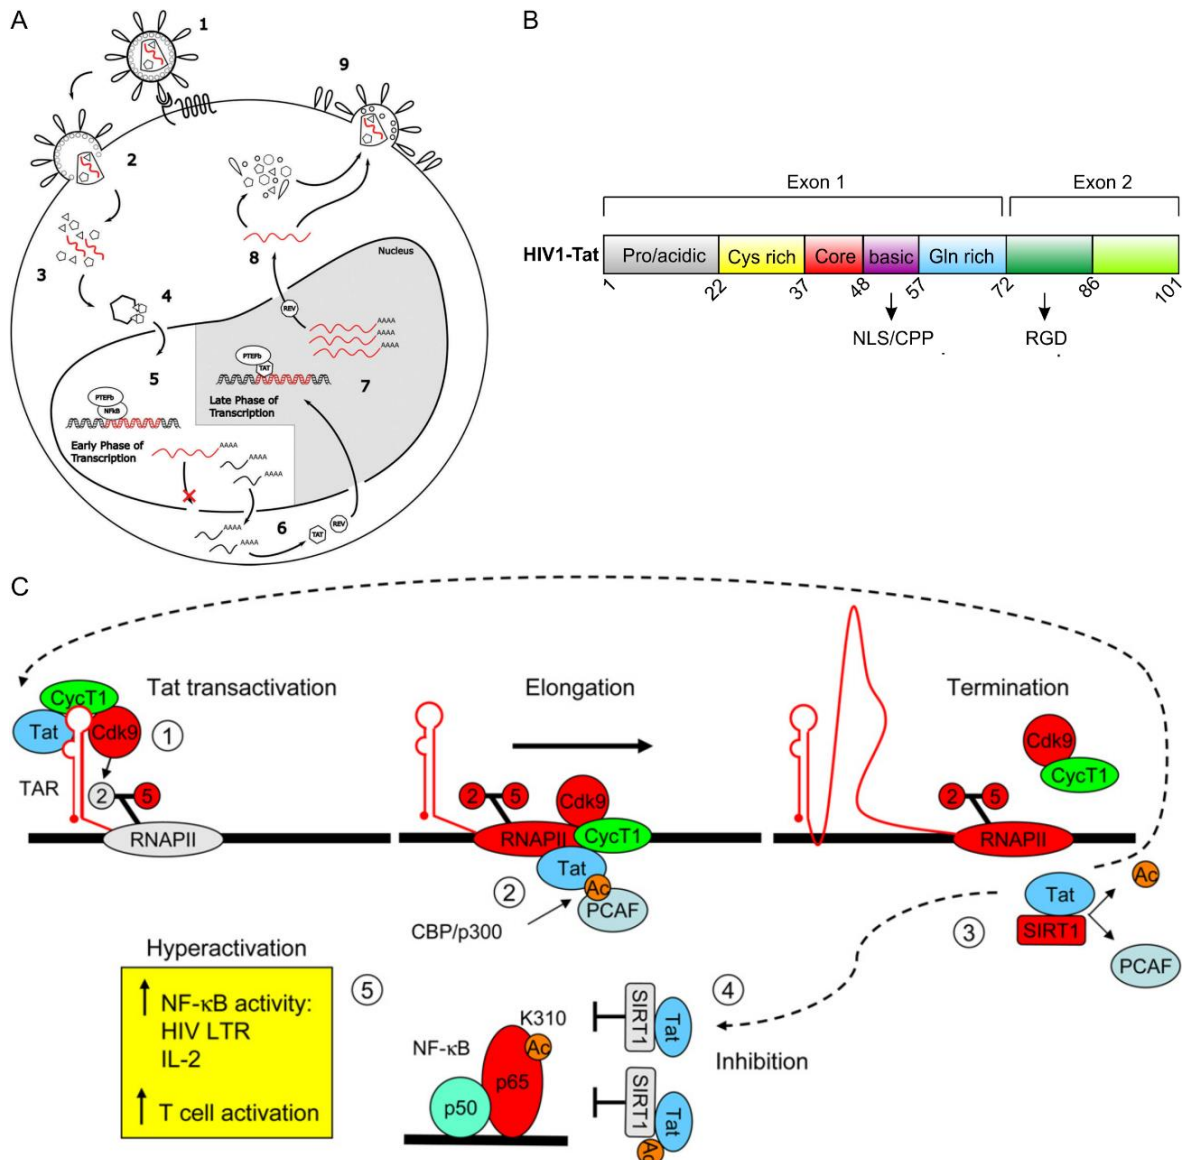 A
1
2
3
4
5
6
7
8
9
Nucleus
REV
AAAA
AAAA
AAAA
PTEFb
TAT
Late Phase of
Transcription
PTEFb
NFkB
Early Phase of
Transcription
AAAA
AAAA
AAAA
AAAA
AAAA
TAT
REV
B
Exon 1
Exon 2
HIV1-Tat
Pro/acidic
Cys rich
Core
basic
Gln rich
1
22
37
48
57
72
86
101
NLS/CPP
RGD
C
Tat transactivation
CycT1
Tat
Cdk9
1
TAR
2
5
RNAPII
Elongation
2
5
Cdk9
RNAPII
CycT1
Tat
2
Ac
PCAF
CBP/p300
Termination
Cdk9
CycT1
2
5
RNAPII
Ac
Tat
SIRT1
3
PCAF
Hyperactivation
NF-κB activity:
HIV LTR
IL-2
T cell activation
5
NF-κB
K310
Ac
p65
p50
SIRT1
Tat
4
Inhibition
SIRT1
Tat
Ac